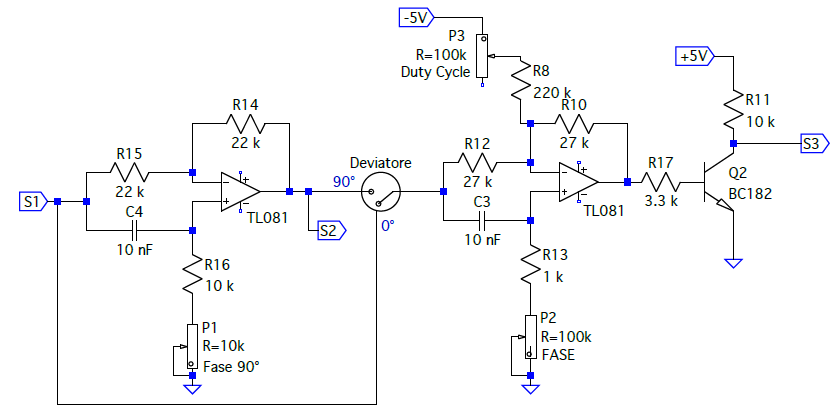 -5V
P3
R=100k
Duty Cycle
R8
220 k
+5V
R11
10 k
S3
R14
22 k
R10
27 k
R15
22 k
C4
10 nF
S1
-
+
+
-
TL081
Deviatore
90°
0°
S2
R12
27 k
C3
10 nF
-
+
+
-
TL081
R17
3.3 k
Q2
BC182
R16
10 k
P1
R=10k
Fase 90°
R13
1 k
P2
R=100k
FASE